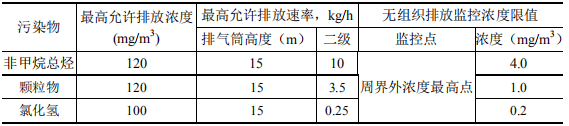 污染物 最高允许排放浓度 (mg/m³) 最高允许排放速率，kg/h 无组织排放监控浓度限值
排气筒高度（m） 二级 监控点 浓度（mg/m³）
非甲烷总烃 120 15 10 周界外浓度最高点 4.0
颗粒物 120 15 3.5 1.0
氯化氢 100 15 0.25 0.2